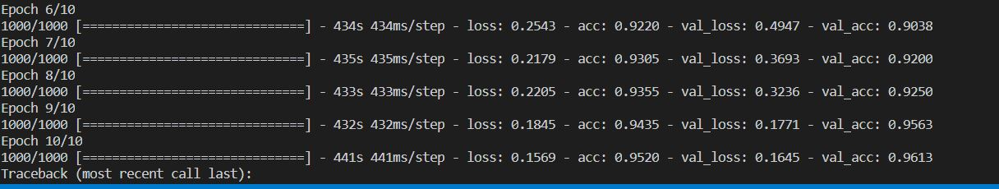 Epoch 6/10
1000/1000 [==============================] - 434s 434ms/step - loss: 0.2543 - acc: 0.9220 - val_loss: 0.4947 - val_acc: 0.9038
Epoch 7/10
1000/1000 [==============================] - 435s 435ms/step - loss: 0.2179 - acc: 0.9305 - val_loss: 0.3693 - val_acc: 0.9200
Epoch 8/10
1000/1000 [==============================] - 433s 433ms/step - loss: 0.2205 - acc: 0.9355 - val_loss: 0.3236 - val_acc: 0.9250
Epoch 9/10
1000/1000 [==============================] - 432s 432ms/step - loss: 0.1845 - acc: 0.9435 - val_loss: 0.1771 - val_acc: 0.9563
Epoch 10/10
1000/1000 [==============================] - 441s 441ms/step - loss: 0.1569 - acc: 0.9520 - val_loss: 0.1645 - val_acc: 0.9613
Traceback (most recent call last):